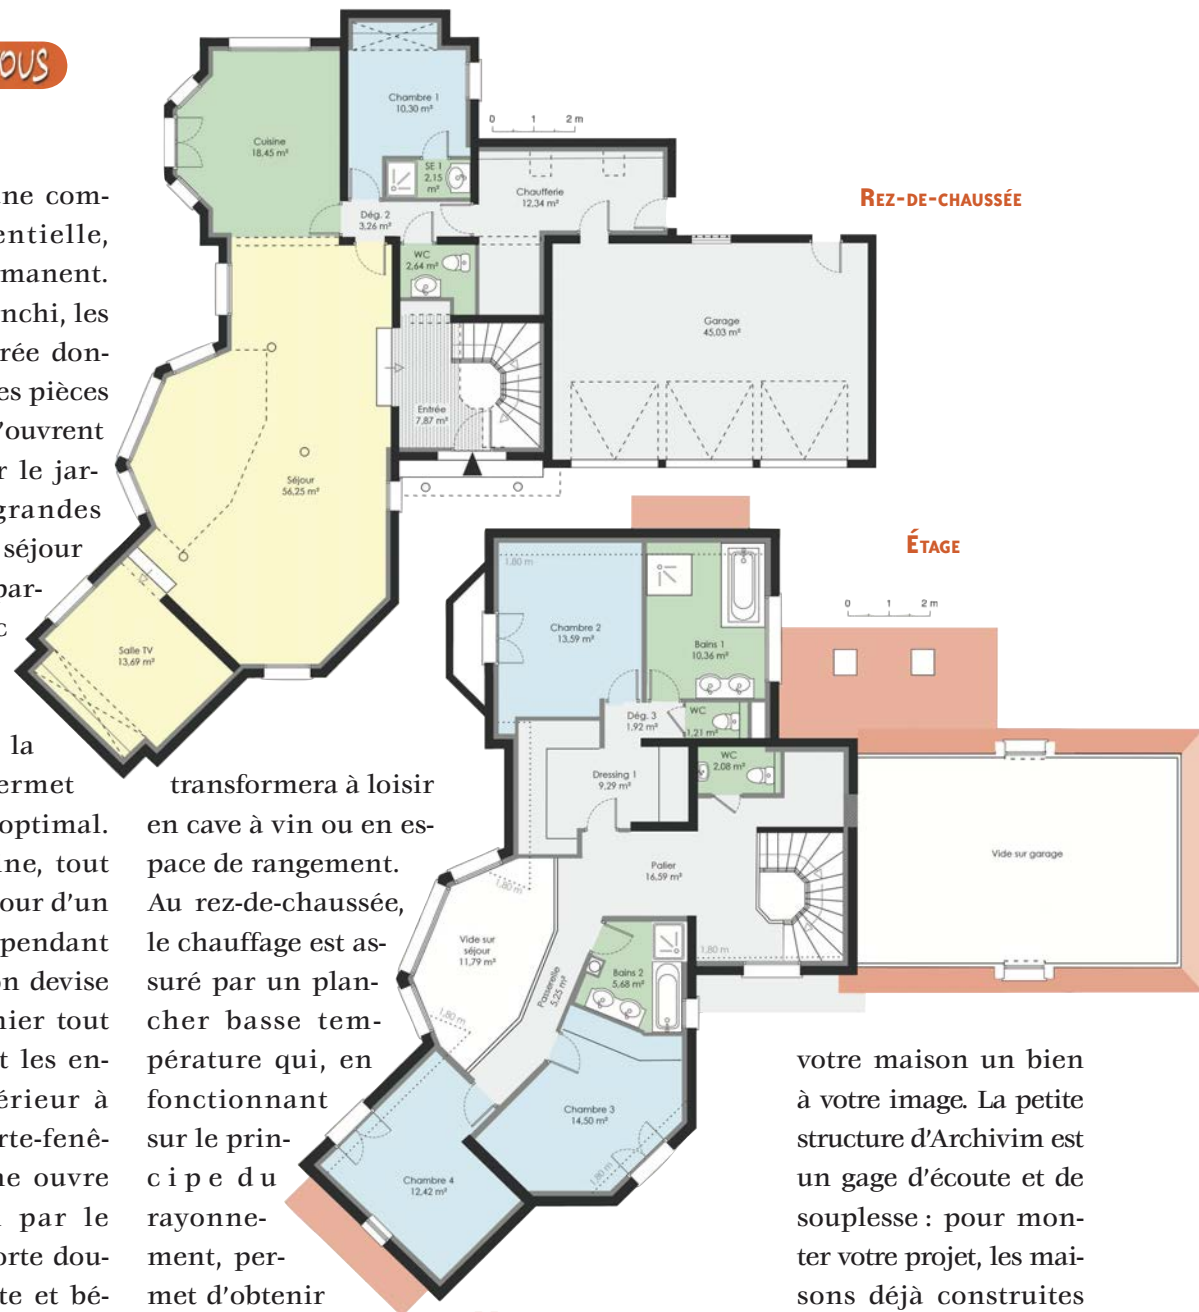 OUS
ne com-
entielle,
manent.
nchi, les
rée don-
es pièces
'ouvrent
r le jar-
grandes
séjour
par-
c
la
ermet
optimal.
ne, tout
our d'un
pendant
on devise
nier tout
t les en-
érieur à
rte-fenê-
ne ouvre
par le
orte dou-
te et bé-
transformera à loisir
en cave à vin ou en es-
pace de rangement.
Au rez-de-chaussée,
le chauffage est as-
suré par un plan-
cher basse tem-
pérature qui, en
fonctionnant
sur le prin-
cipe du
rayonne-
ment, per-
met d'obtenir
votre maison un bien
à votre image. La petite
structure d'Archivim est
un gage d'écoute et de
souplesse : pour mon-
ter votre projet, les mai-
sons déjà construites
REZ-DE-CHAUSSÉE
0 1 2 m
Chambre 1
10,30 m²
Cuisine
18,45 m²
SE 1
2,15
m²
Chaufferie
12,34 m²
Dég. 2
3,26 m²
WC
2,64 m²
Garage
45,03 m²
Entrée
7,87 m²
Séjour
56,25 m²
Salle TV
13,69 m²
ÉTAGE
0 1 2 m
1,80 m
Chambre 2
13,59 m²
Bains 1
10,36 m²
Dég. 3
1,92 m²
WC
1,21 m²
WC
2,08 m²
Dressing 1
9,29 m²
Palier
16,59 m²
Vide sur garage
1,80 m
Vide sur
séjour
11,79 m²
Passerelle
5,25 m²
Bains 2
5,68 m²
1,80 m
1,80 m
Chambre 3
14,50 m²
1,80 m
Chambre 4
12,42 m²